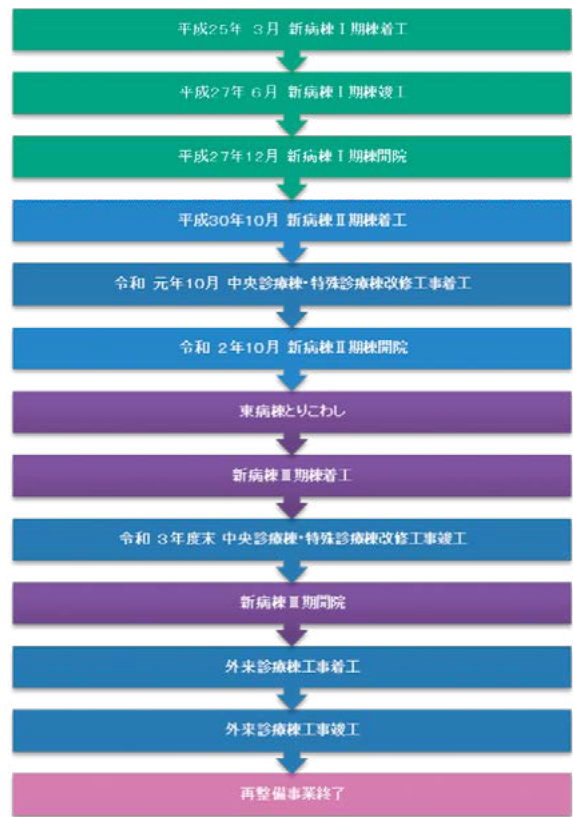 平成25年 3月 新病棟Ⅰ期棟着工
平成27年 6月 新病棟Ⅰ期棟竣工
平成27年12月 新病棟Ⅰ期棟開院
平成30年10月 新病棟Ⅱ期棟着工
令和 元年10月 中央診療棟・特殊診療棟改修工事着工
令和 2年10月 新病棟Ⅱ期棟開院
東病棟とりこわし
新病棟Ⅲ期棟着工
令和 3年度末 中央診療棟・特殊診療棟改修工事竣工
新病棟Ⅲ期開院
外来診療棟工事着工
外来診療棟工事竣工
再整備事業終了